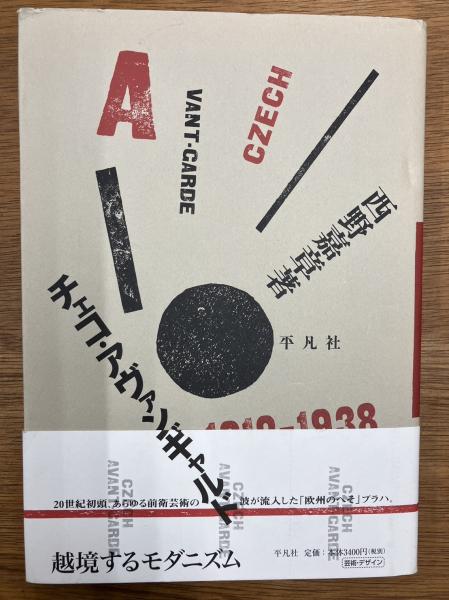 A
VANT-GARDE
CZECH
西野嘉章著
チェコ・アヴァンギャルド
平凡社
-1938
CZECH
AVANT-GARDE
CZECH
AVANT-GARDE
CZECH
AVANT-GARDE
20世紀初頭、あらゆる前衛芸術の 波が流入した「欧州のへそ」プラハ。
越境するモダニズム
平凡社 定価：本体3400円(税別)
芸術・デザイン